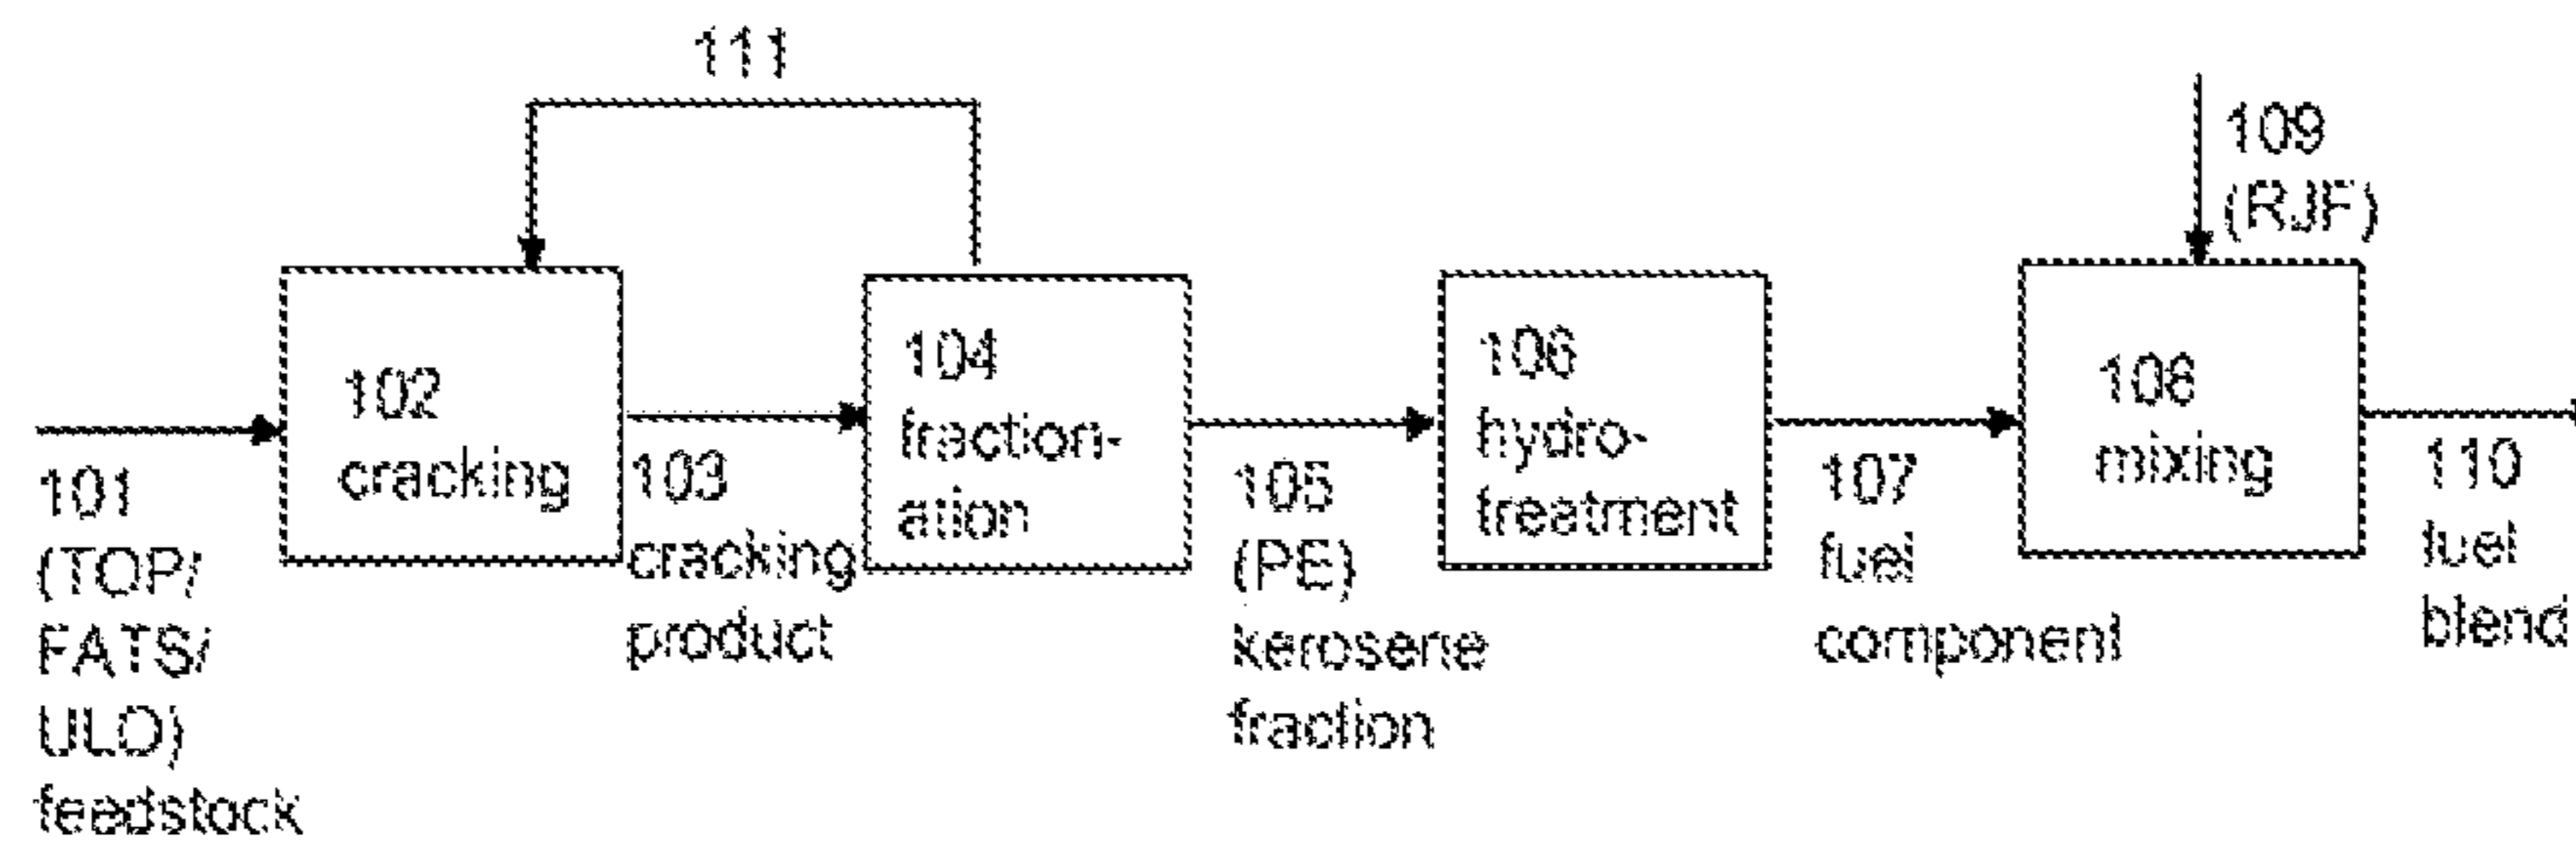 111
109
(RJF)
102
cracking
104
fraction-
ation
106
hydro-
treatment
108
mixing
101
(TOP/
FATS/
ULO)
feedstock
103
cracking
product
105
(PE)
kerosene
fraction
107
fuel
component
110
fuel
blend